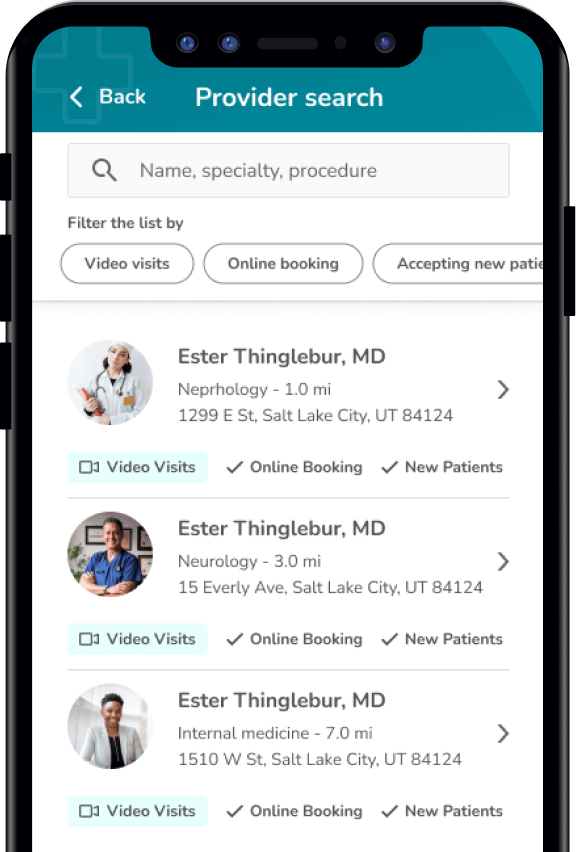 Back Provider search
Name, specialty, procedure
Filter the list by
Video visits Online booking Accepting new patie
Ester Thinglebur, MD
Neprhology - 1.0 mi
1299 E St, Salt Lake City, UT 84124
Video Visits Online Booking New Patients
Ester Thinglebur, MD
Neurology - 3.0 mi
15 Everly Ave, Salt Lake City, UT 84124
Video Visits Online Booking New Patients
Ester Thinglebur, MD
Internal medicine - 7.0 mi
1510 W St, Salt Lake City, UT 84124
Video Visits Online Booking New Patients